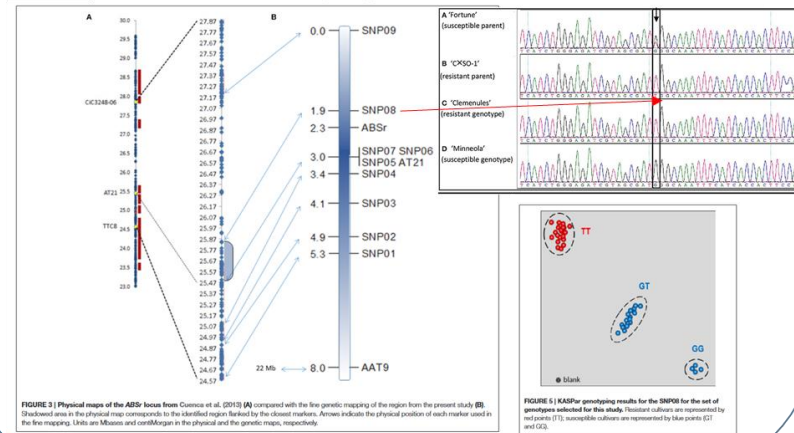 A
30.0
29.5
29.0
28.5
28.0
CiC3248-06
27.5
27.0
26.5
26.0
AT21
25.5
25.0
TTC8
24.5
24.0
23.5
23.0
27.87
27.77
27.67
27.57
27.47
27.37
27.27
27.17
27.07
26.97
26.87
26.77
26.67
26.57
26.47
26.37
26.27
26.17
26.07
25.97
25.87
25.77
25.67
25.57
25.47
25.37
25.27
25.17
25.07
24.97
24.87
24.77
24.67
24.57
B
0.0 SNP09
1.9 SNP08
2.3 ABSr
3.0 SNP07 SNP06
SNP05 AT21
3.4 SNP04
4.1 SNP03
4.9 SNP02
5.3 SNP01
22 Mb 8.0 AAT9
FIGURE 3 | Physical maps of the ABSr locus from Cuenca et al. (2013) (A) compared with the fine genetic mapping of the region from the present study (B).
Shadowed area in the physical map corresponds to the identified region flanked by the closest markers. Arrows indicate the physical position of each marker used in
the fine mapping. Units are Mbases and centiMorgan in the physical and the genetic maps, respectively.
A 'Fortune'
(susceptible parent)
B 'C×SO-1'
(resistant parent)
C 'Clemenules'
(resistant genotype)
D 'Minneola'
(susceptible genotype)
TT
GT
GG
blank
FIGURE 5 | KASPar genotyping results for the SNP08 for the set of
genotypes selected for this study. Resistant cultivars are represented by
red points (TT); susceptible cultivars are represented by blue points (GT
and GG).